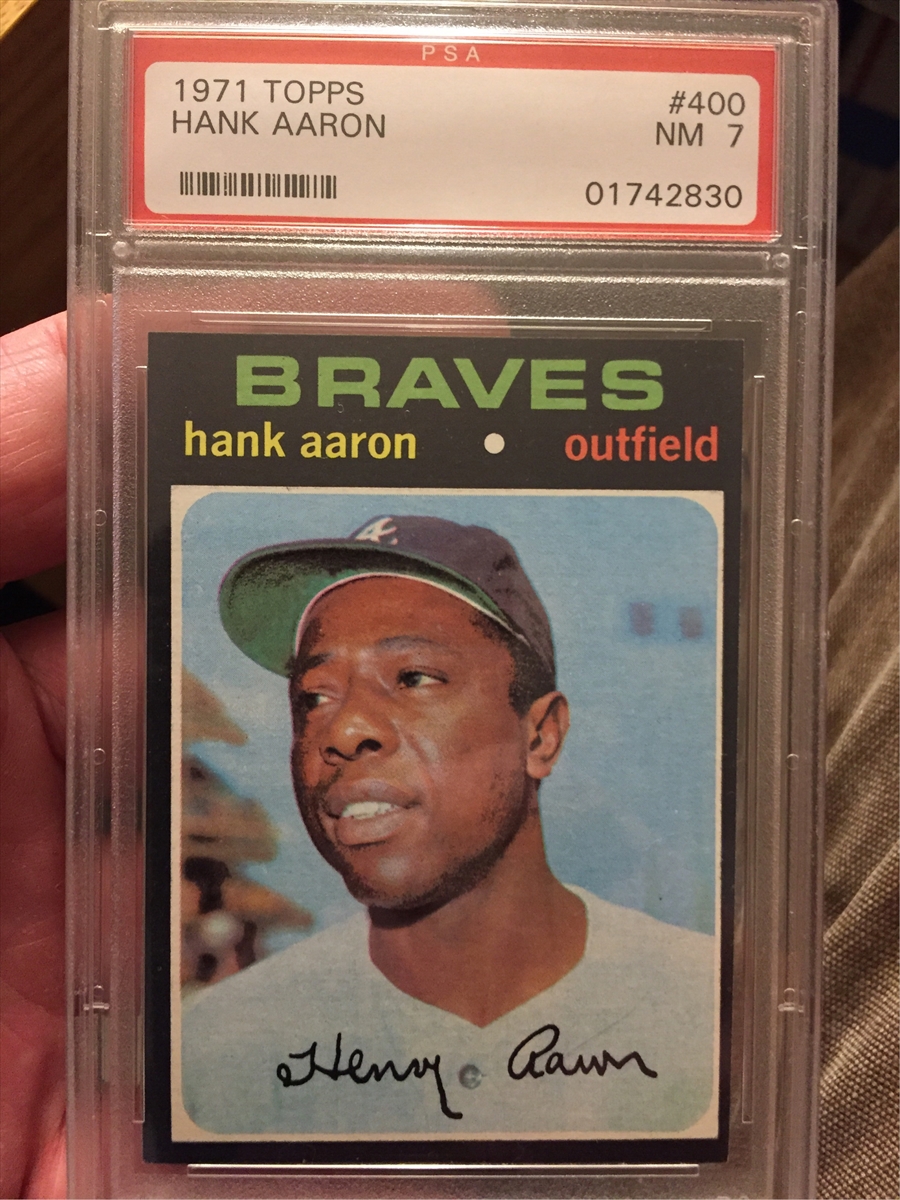 PSA
1971 TOPPS #400
HANK AARON NM 7
01742830
BRAVES
hank aaron outfield
Henry Aaron